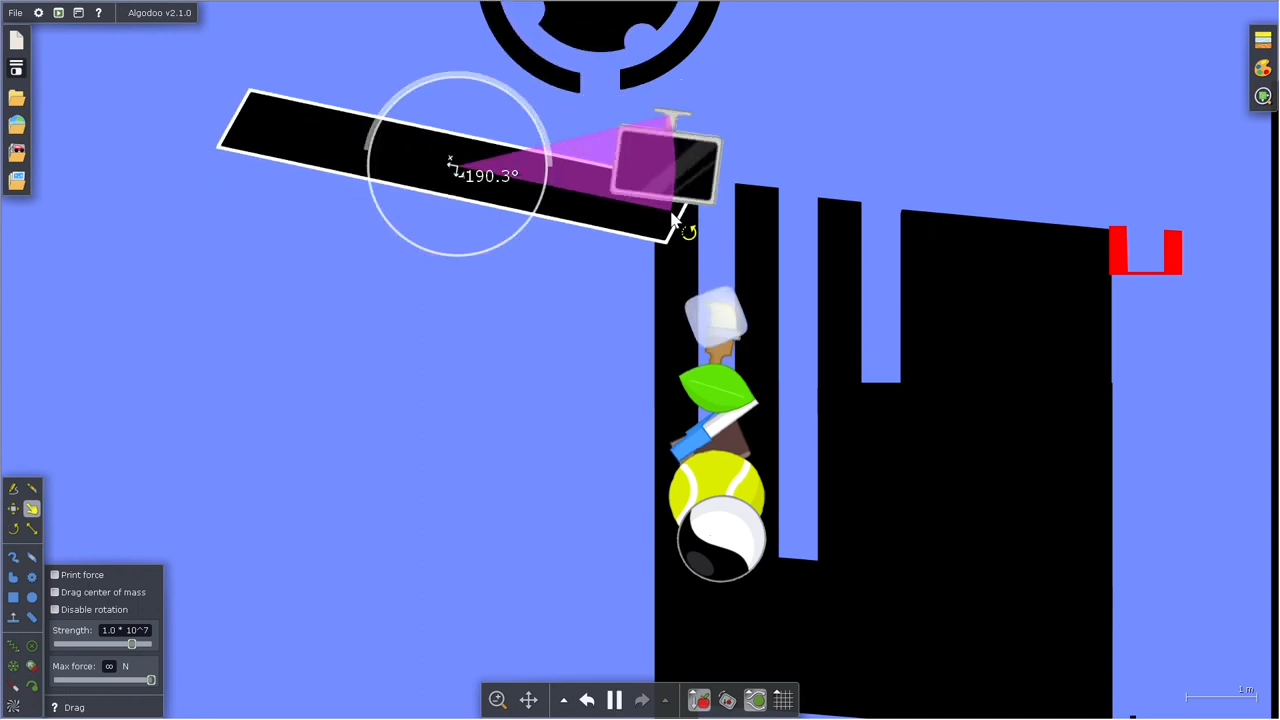 File
?
Algodoo v2.1.0
-190.3°
Print force
Drag center of mass
Disable rotation
Strength: 1.0 * 10^7
Max force: ∞ N
? Drag
1 m